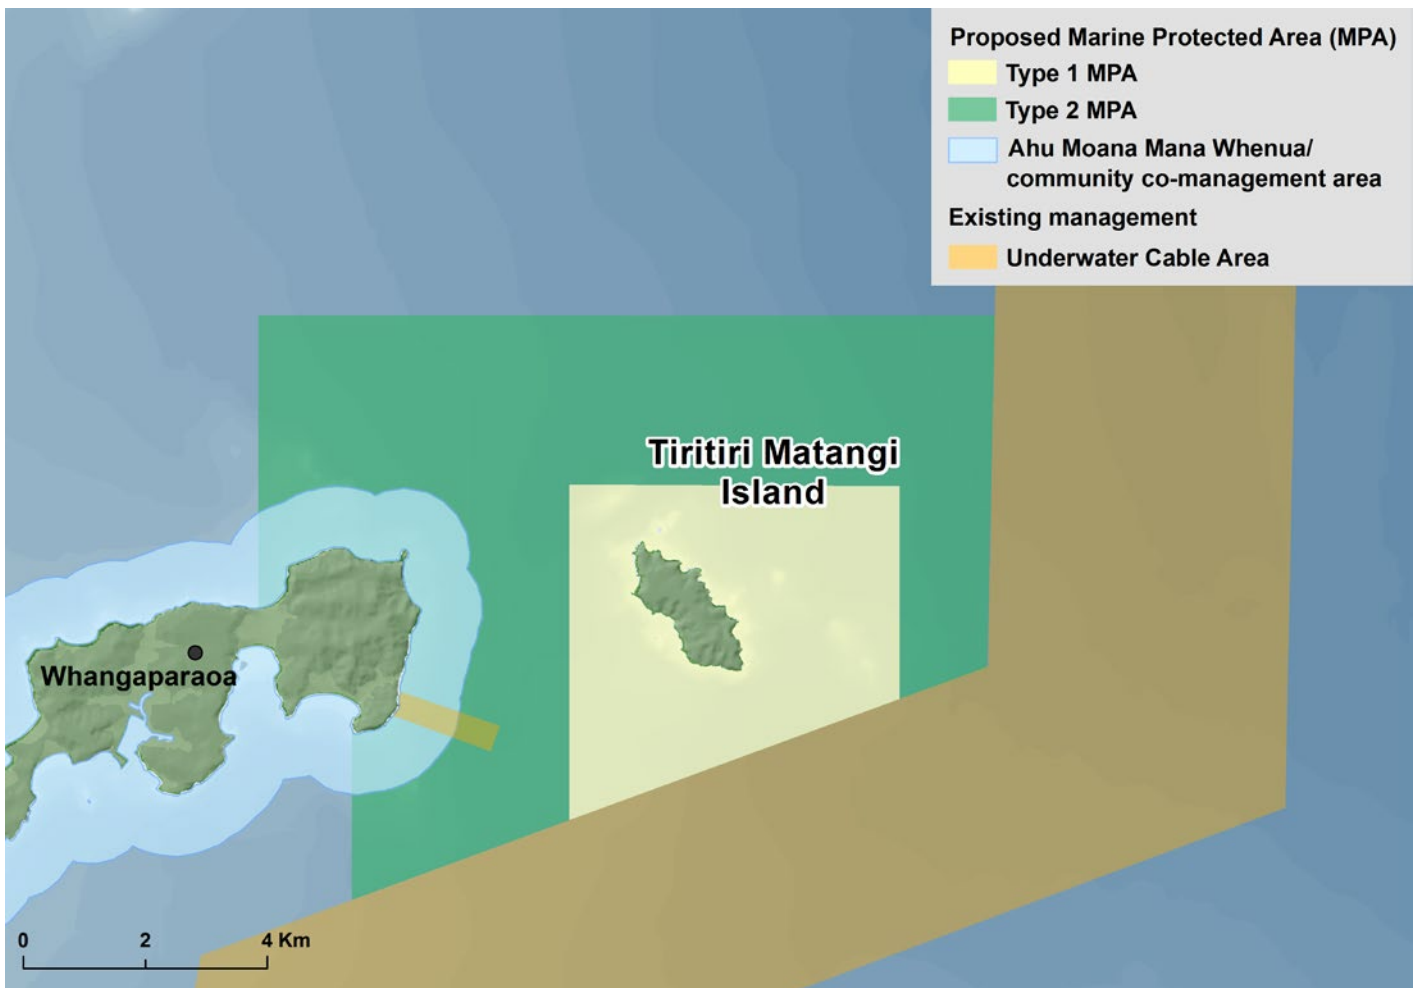 Proposed Marine Protected Area (MPA)
Type 1 MPA
Type 2 MPA
Ahu Moana Mana Whenua/
community co-management area
Existing management
Underwater Cable Area
Tiritiri Matangi
Island
Whangaparaoa
0 2 4 Km